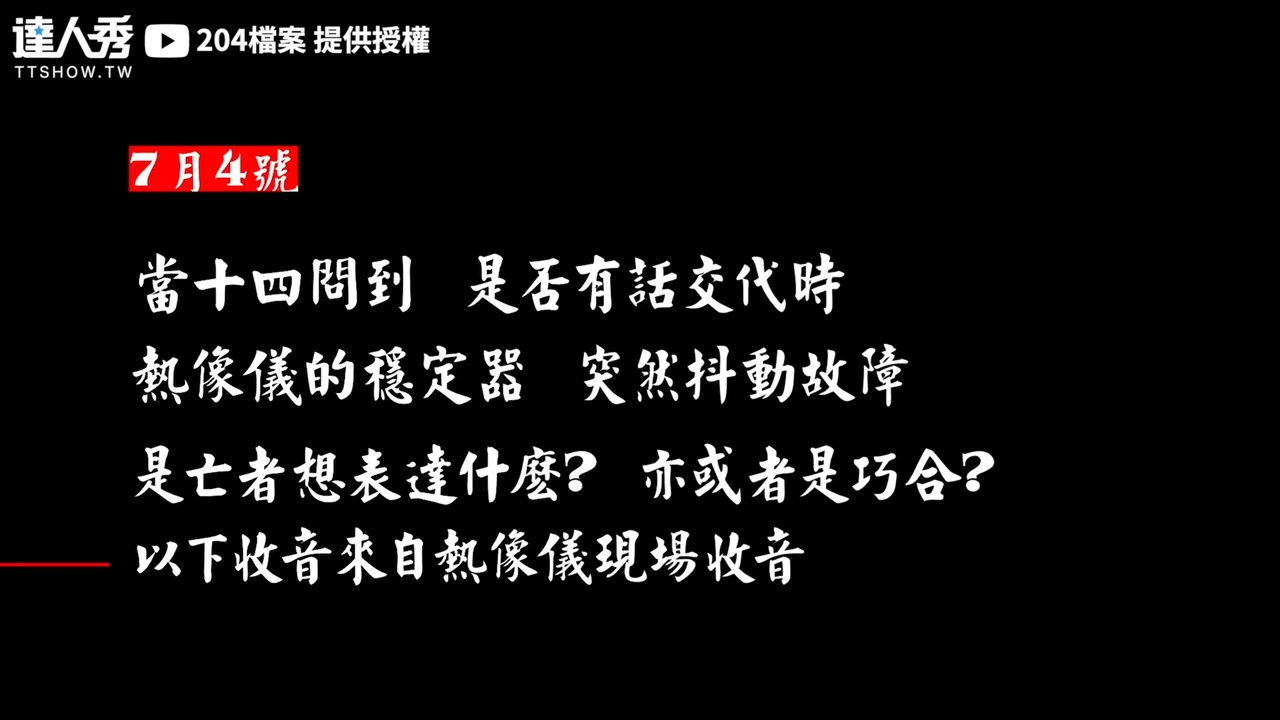 達人秀
TTSHOW.TW
204檔案 提供授權
7月4號
當十四問到 是否有話交代時
熱像儀的穩定器 突然抖動故障
是亡者想表達什麼? 亦或者是巧合?
以下收音來自熱像儀現場收音